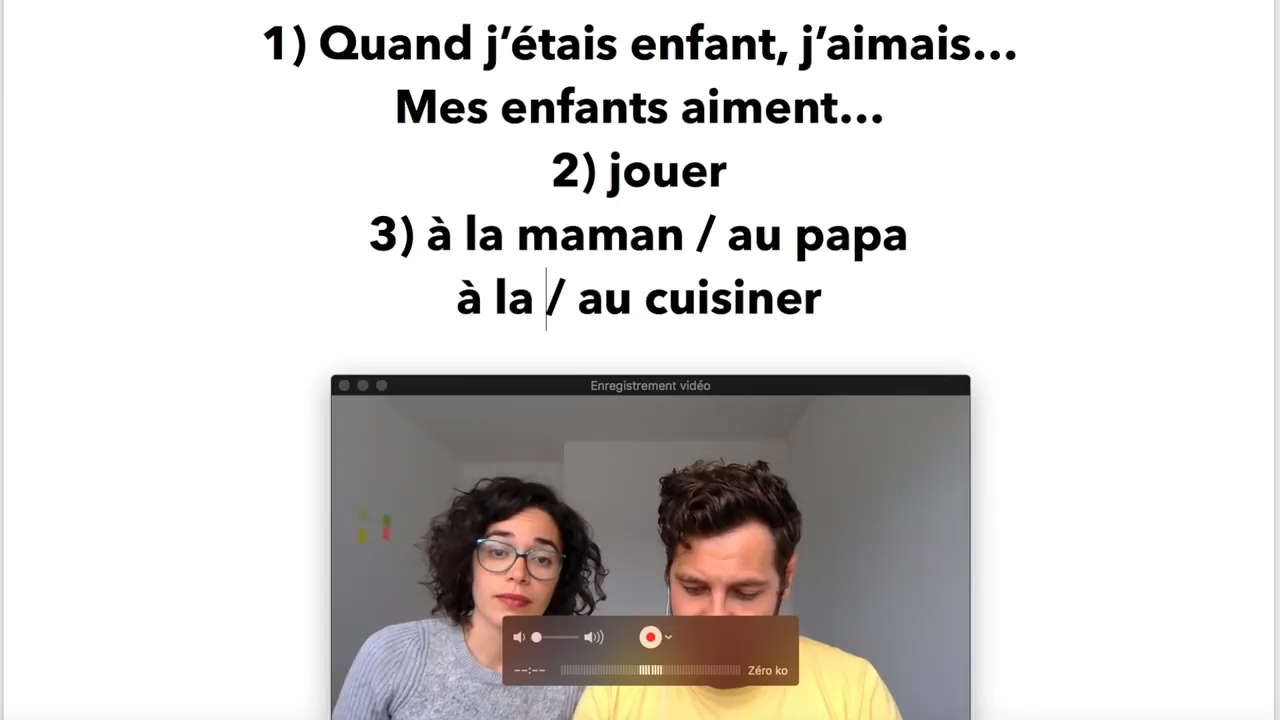 1) Quand j’étais enfant, j’aimais…
Mes enfants aiment…
2) jouer
3) à la maman / au papa
à la / au cuisiner
Enregistrement vidéo
--:--
Zéro ko